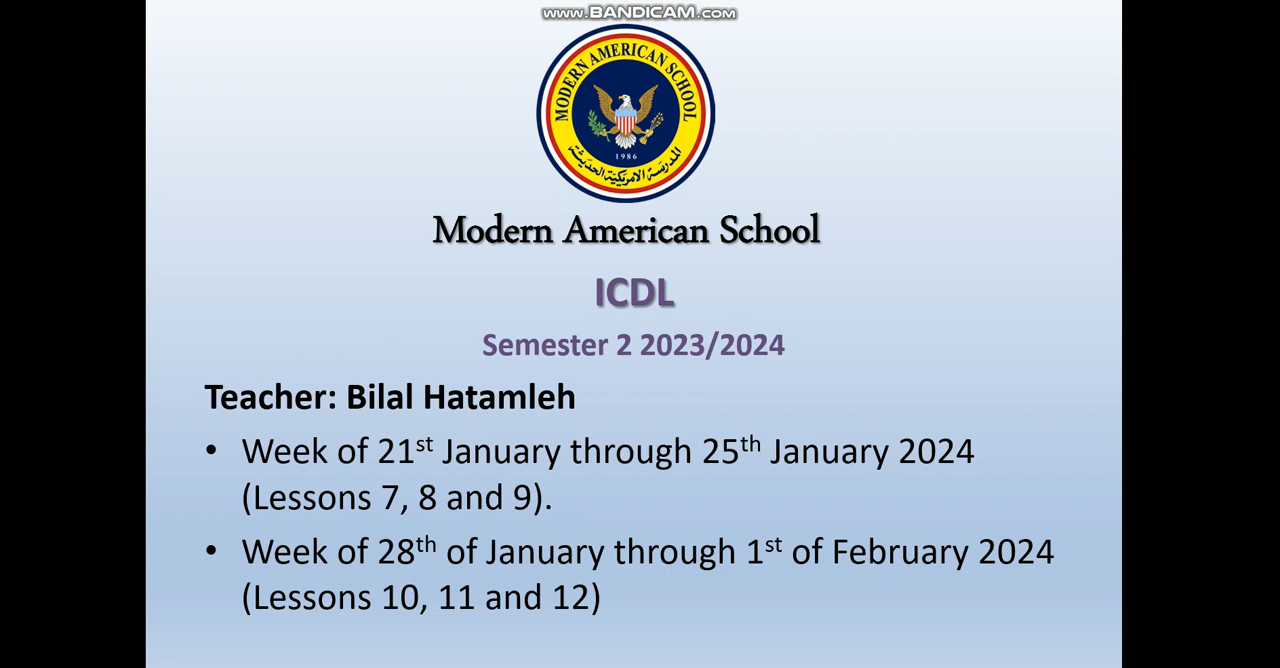 www.BANDICAM.com
MODERN AMERICAN SCHOOL
1986
المدرسة الامريكية الحديثة
Modern American School
ICDL
Semester 2 2023/2024
Teacher: Bilal Hatamleh
• Week of 21st January through 25th January 2024
(Lessons 7, 8 and 9).
• Week of 28th of January through 1st of February 2024
(Lessons 10, 11 and 12)